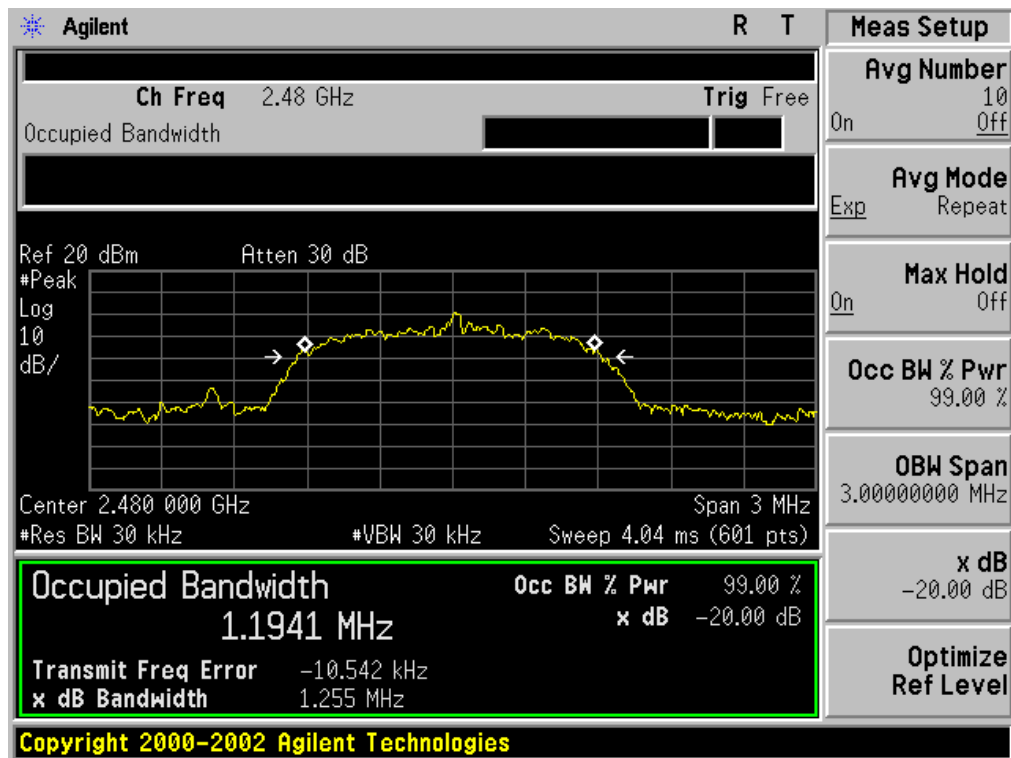 Agilent R T
Ch Freq 2.48 GHz Trig Free
Occupied Bandwidth
Ref 20 dBm Atten 30 dB
#Peak
Log
10
dB/
Center 2.480 000 GHz Span 3 MHz
#Res BW 30 kHz #VBW 30 kHz Sweep 4.04 ms (601 pts)
Occupied Bandwidth Occ BW % Pwr 99.00 %
1.1941 MHz x dB -20.00 dB
Transmit Freq Error -10.542 kHz
x dB Bandwidth 1.255 MHz
Copyright 2000-2002 Agilent Technologies
Meas Setup
Avg Number
10
On Off
Avg Mode
Exp Repeat
Max Hold
On Off
Occ BW % Pwr
99.00 %
OBW Span
3.00000000 MHz
x dB
-20.00 dB
Optimize
Ref Level